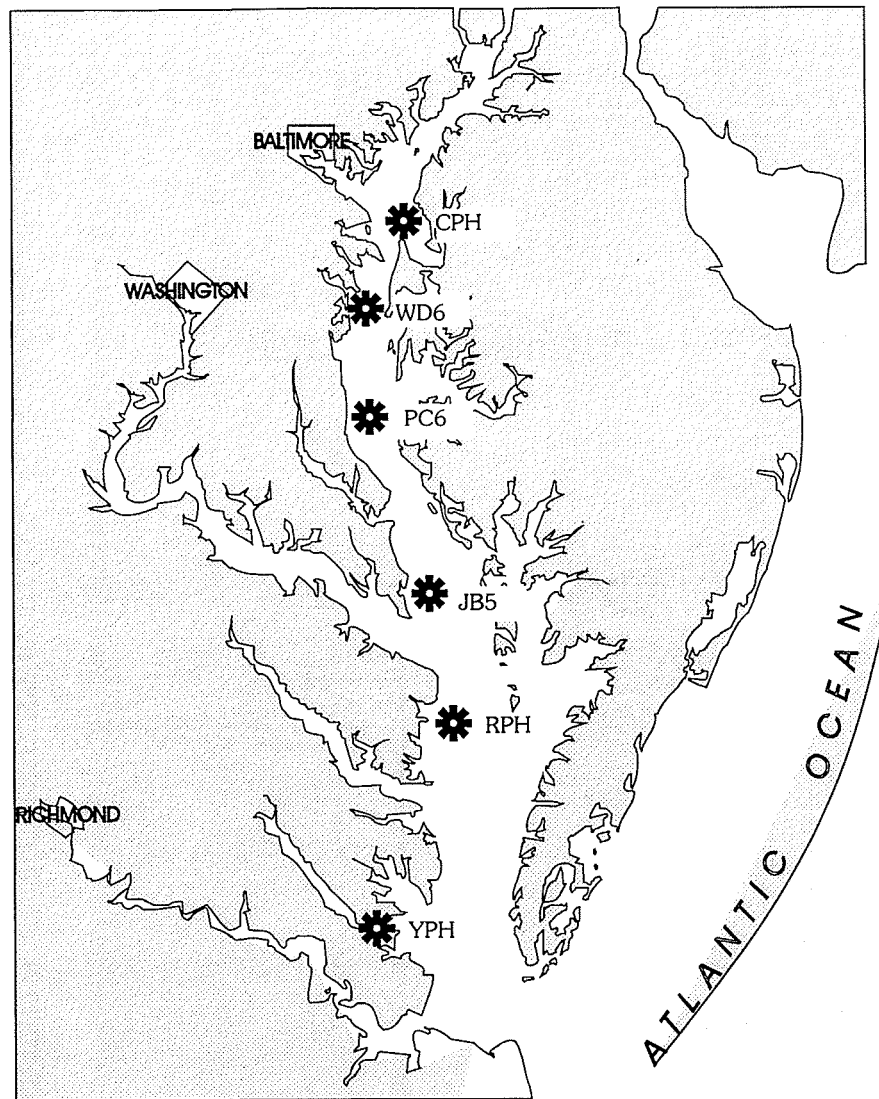 BALTIMORE
CPH
WASHINGTON
WD6
PC6
JB5
RPH
RICHMOND
YPH
ATLANTIC OCEAN